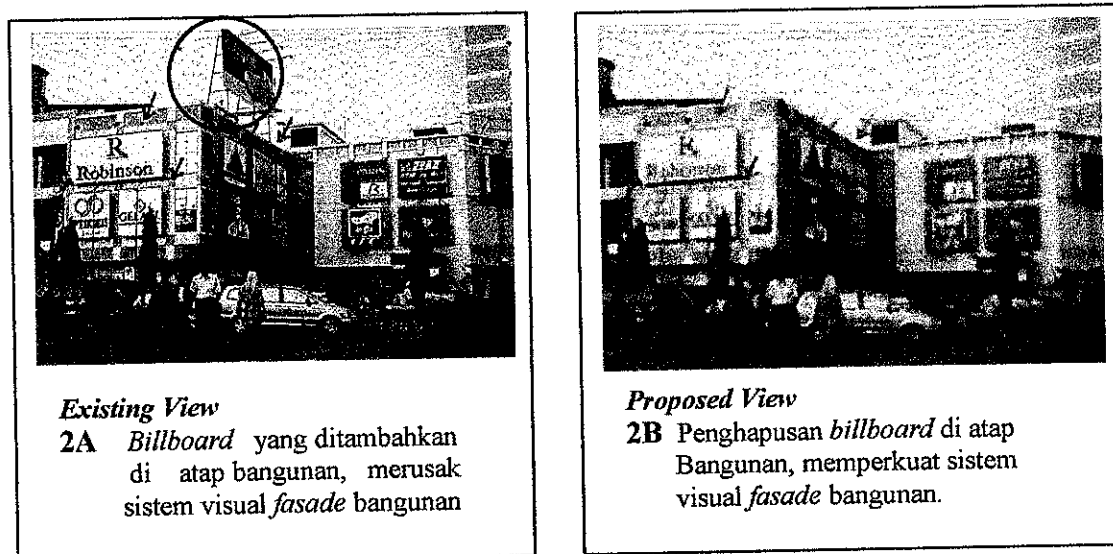 R
Robinson
Existing View
2A Billboard yang ditambahkan
di atap bangunan, merusak
sistem visual fasade bangunan
R
Robinson
Proposed View
2B Penghapusan billboard di atap
Bangunan, memperkuat sistem
visual fasade bangunan.